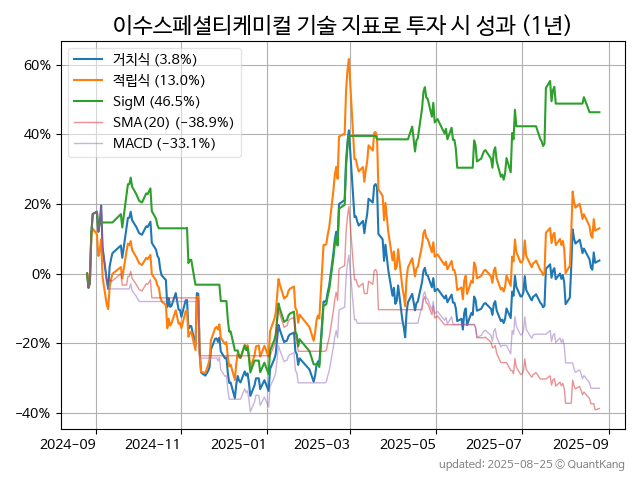 이수스페셜티케미컬 기술 지표로 투자 시 성과 (1년)
거치식 (3.8%)
적립식 (13.0%)
SigM (46.5%)
SMA(20) (−38.9%)
MACD (−33.1%)
60%
40%
20%
0%
−20%
−40%
2024-09 2024-11 2025-01 2025-03 2025-05 2025-07 2025-09
updated: 2025-08-25 © QuantKang